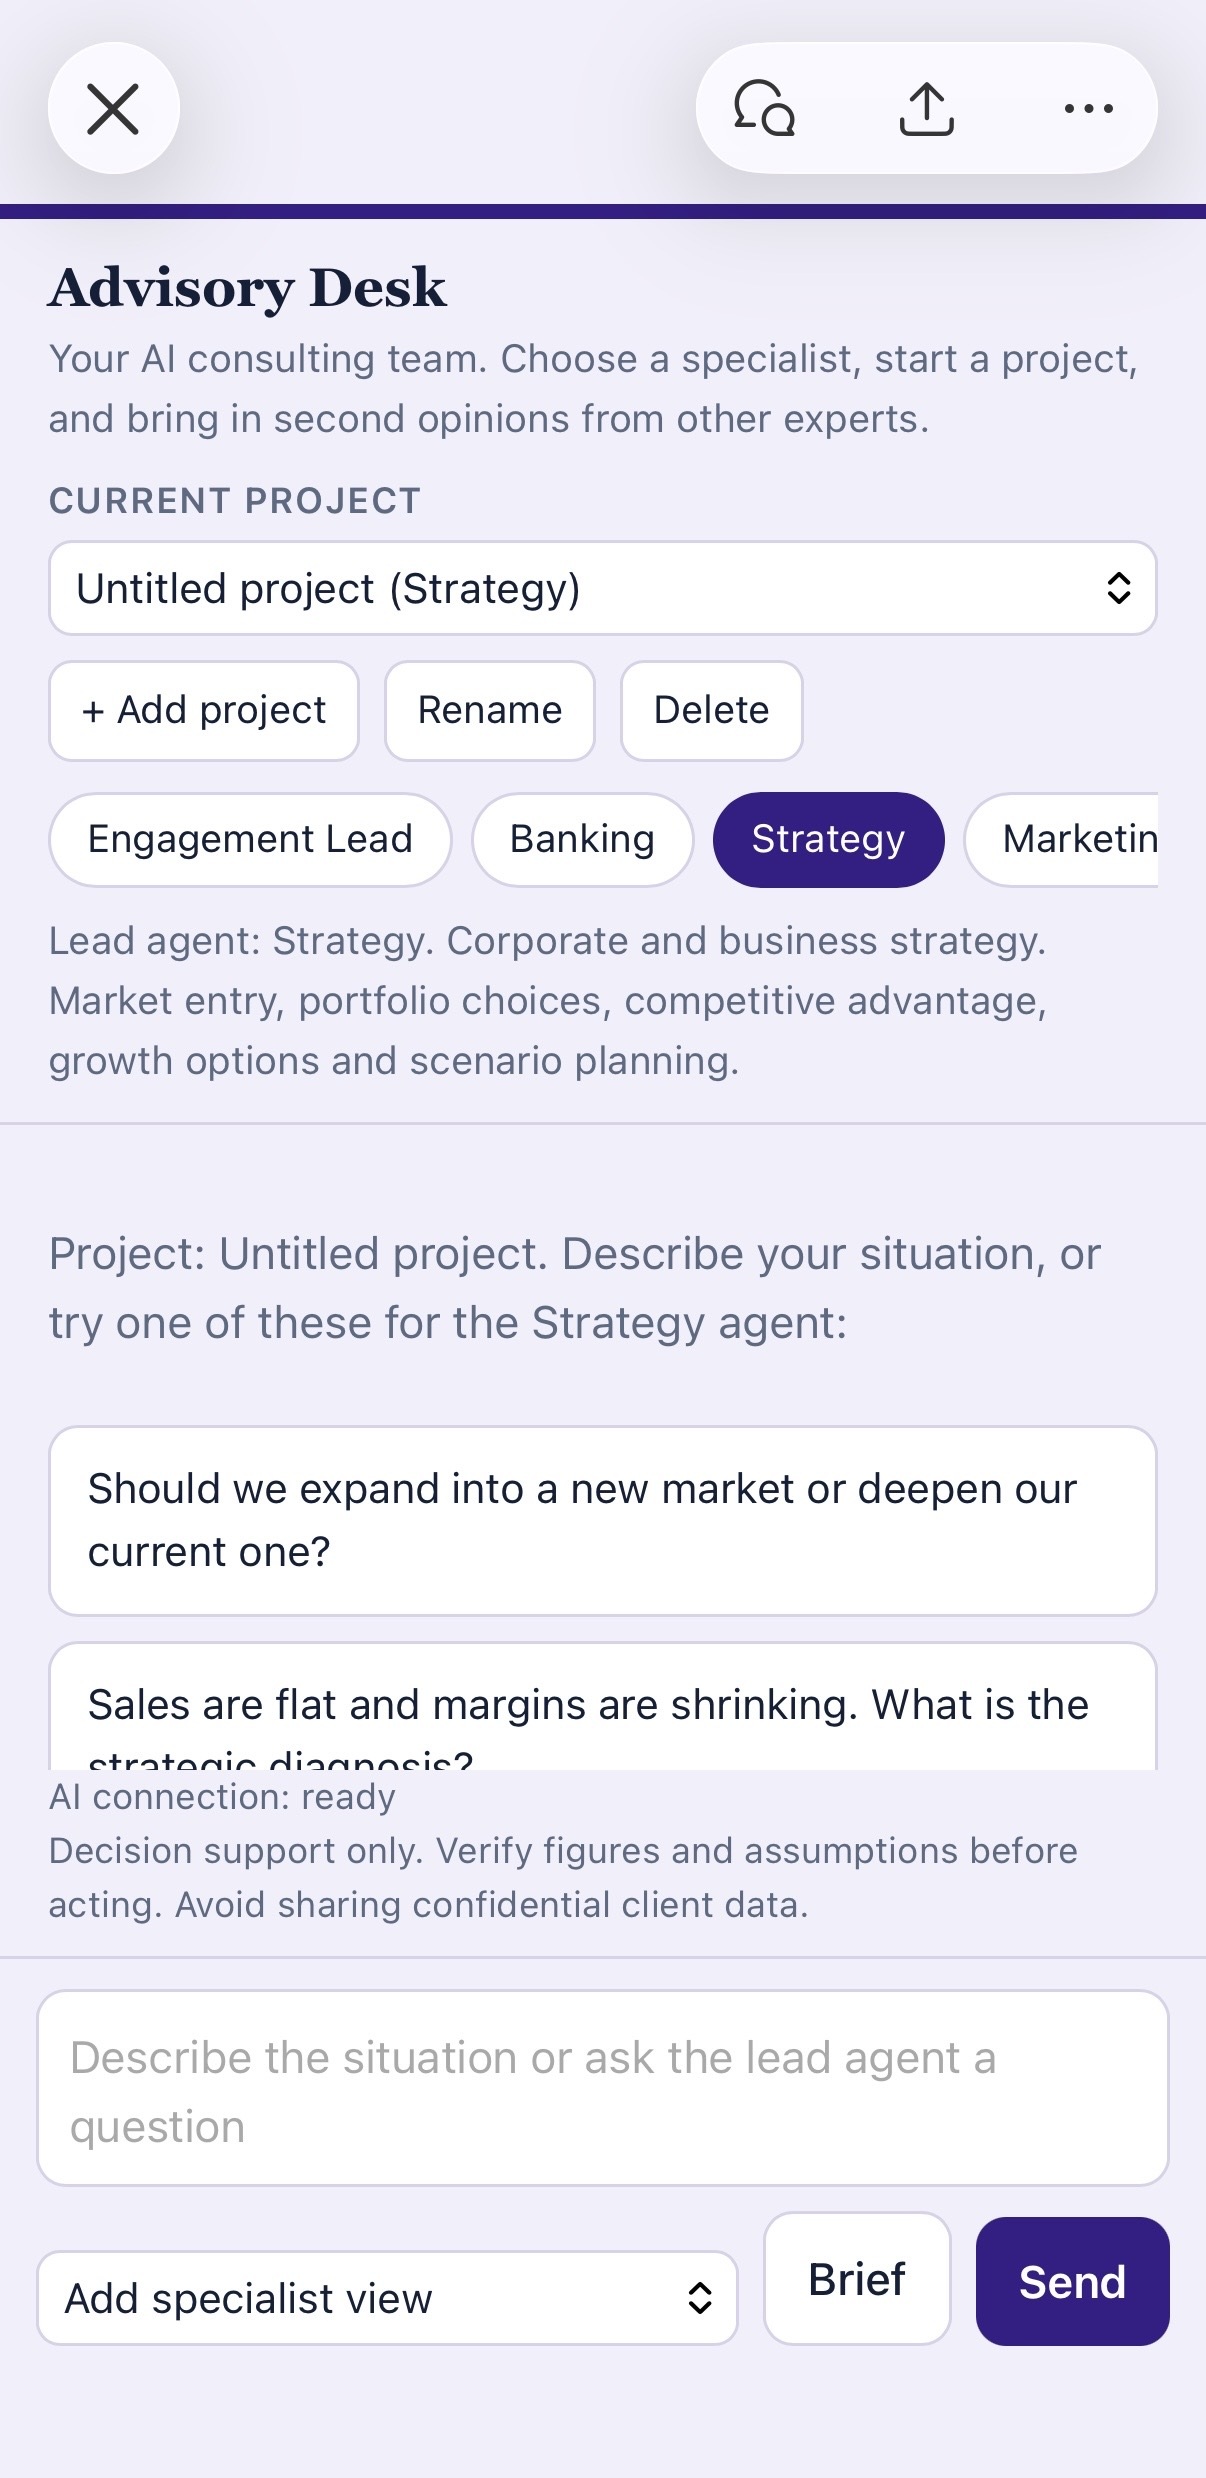 Advisory Desk
Your AI consulting team. Choose a specialist, start a project,
and bring in second opinions from other experts.
CURRENT PROJECT
Untitled project (Strategy)
+ Add project Rename Delete
Engagement Lead Banking Strategy Marketin
Lead agent: Strategy. Corporate and business strategy.
Market entry, portfolio choices, competitive advantage,
growth options and scenario planning.
Project: Untitled project. Describe your situation, or
try one of these for the Strategy agent:
Should we expand into a new market or deepen our
current one?
Sales are flat and margins are shrinking. What is the
strategic diagnosis?
AI connection: ready
Decision support only. Verify figures and assumptions before
acting. Avoid sharing confidential client data.
Describe the situation or ask the lead agent a
question
Add specialist view Brief Send